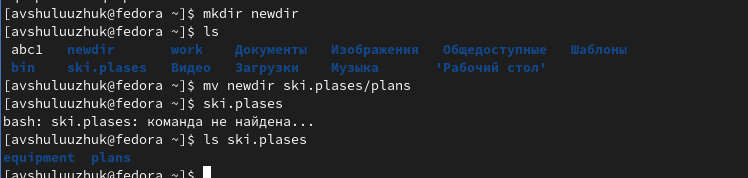 [avshuluuzhuk@fedora ~]$ mkdir newdir
[avshuluuzhuk@fedora ~]$ ls
abc1 newdir work Документы Изображения Общедоступные Шаблоны
bin ski.plases Видео Загрузки Музыка 'Рабочий стол'
[avshuluuzhuk@fedora ~]$ mv newdir ski.plases/plans
[avshuluuzhuk@fedora ~]$ ski.plases
bash: ski.plases: команда не найдена...
[avshuluuzhuk@fedora ~]$ ls ski.plases
equipment plans
[avshuluuzhuk@fedora ~]$